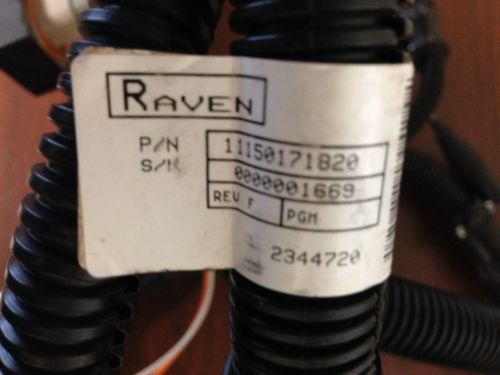 RAVEN
P/N 11150171820
S/N 0000001669
REV F PGM
2344720